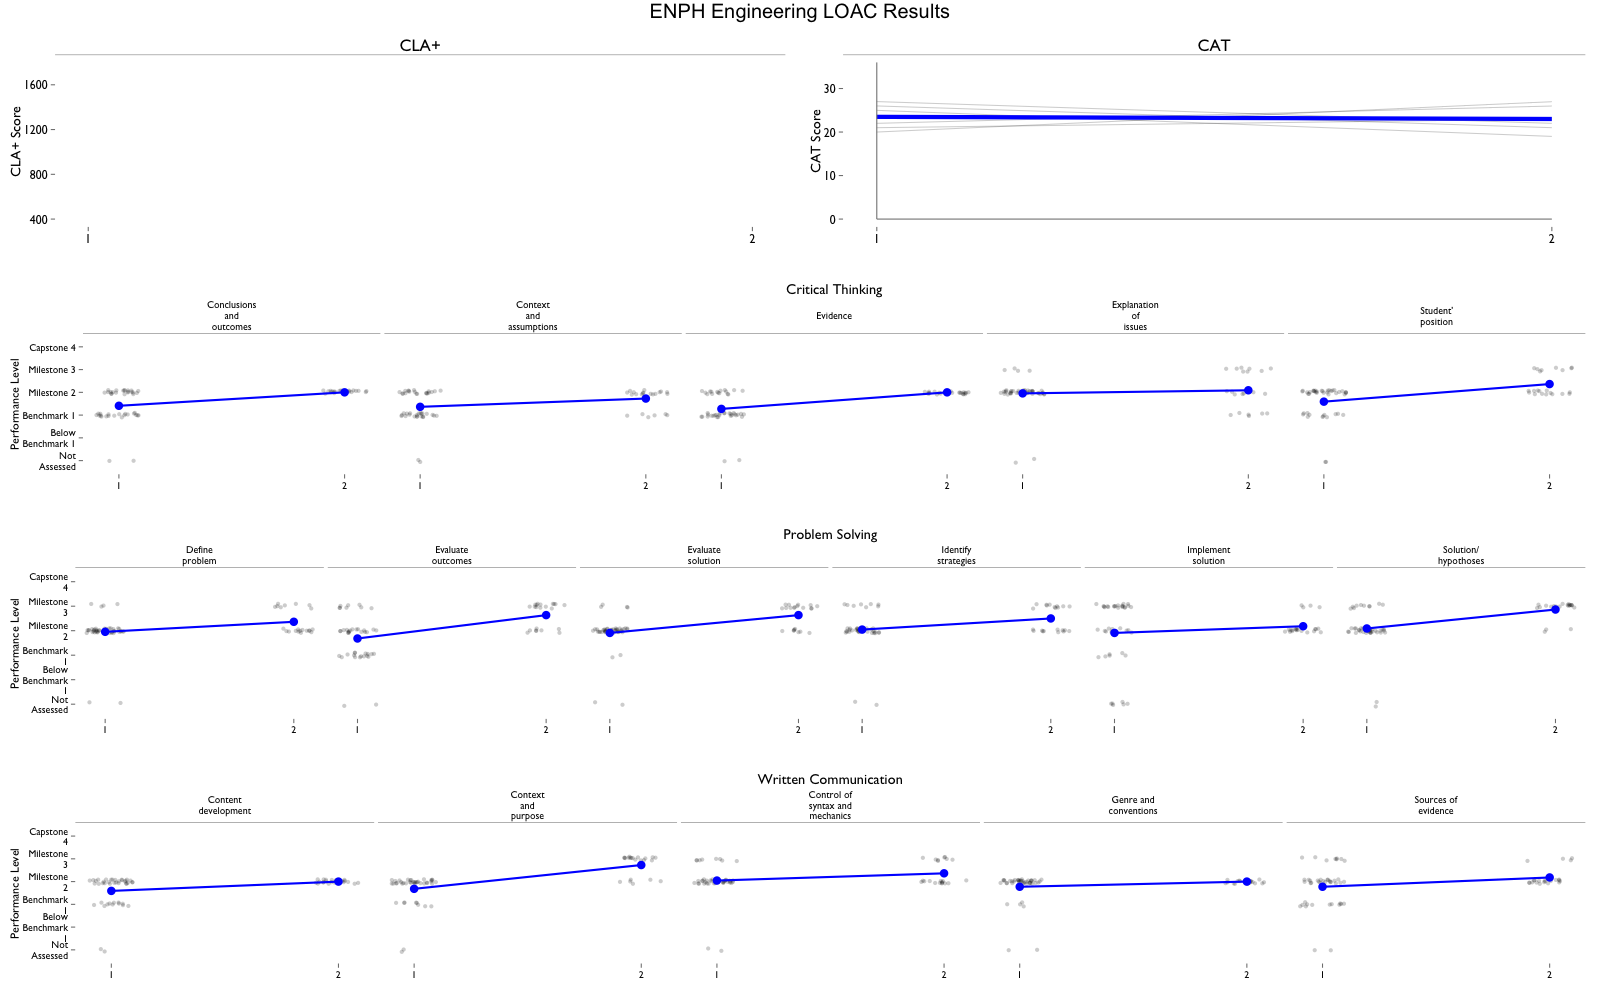 ENPH Engineering LOAC Results
CLA+
CAT
CLA+ Score
1600
1200
800
400
1
2
CAT Score
30
20
10
0
1
2
Critical Thinking
Conclusions
and
outcomes
Context
and
assumptions
Evidence
Explanation
of
issues
Student'
position
Performance Level
Capstone 4
Milestone 3
Milestone 2
Benchmark 1
Below
Benchmark 1
Not
Assessed
1
2
1
2
1
2
1
2
1
2
Problem Solving
Define
problem
Evaluate
outcomes
Evaluate
solution
Identify
strategies
Implement
solution
Solution/
hypothoses
Performance Level
Capstone
4
Milestone
3
Milestone
2
Benchmark
1
Below
Benchmark
1
Not
Assessed
1
2
1
2
1
2
1
2
1
2
1
2
Written Communication
Content
development
Context
and
purpose
Control of
syntax and
mechanics
Genre and
conventions
Sources of
evidence
Performance Level
Capstone
4
Milestone
3
Milestone
2
Benchmark
1
Below
Benchmark
1
Not
Assessed
1
2
1
2
1
2
1
2
1
2